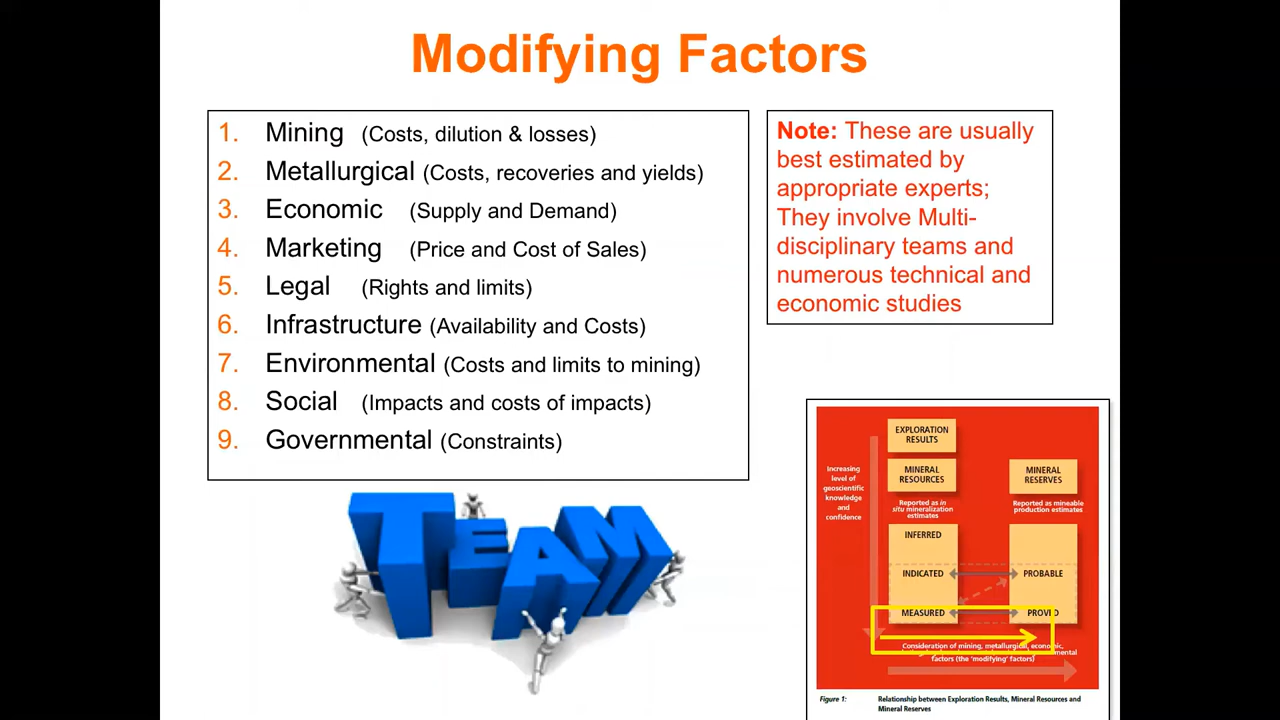 Modifying Factors
1. Mining (Costs, dilution & losses)
2. Metallurgical (Costs, recoveries and yields)
3. Economic (Supply and Demand)
4. Marketing (Price and Cost of Sales)
5. Legal (Rights and limits)
6. Infrastructure (Availability and Costs)
7. Environmental (Costs and limits to mining)
8. Social (Impacts and costs of impacts)
9. Governmental (Constraints)
Note: These are usually
best estimated by
appropriate experts;
They involve Multi-
disciplinary teams and
numerous technical and
economic studies
TEAM
EXPLORATION
RESULTS
Increasing
level of
geoscientific
knowledge
and
confidence
MINERAL
RESOURCES
Reported as in
situ mineralization
estimates
INFERRED
INDICATED
MEASURED
MINERAL
RESERVES
Reported as mineable
production estimates
PROBABLE
PROVED
Consideration of mining, metallurgical, economic,
factors (the 'modifying' factors)
Figure 1: Relationship between Exploration Results, Mineral Resources and
Mineral Reserves